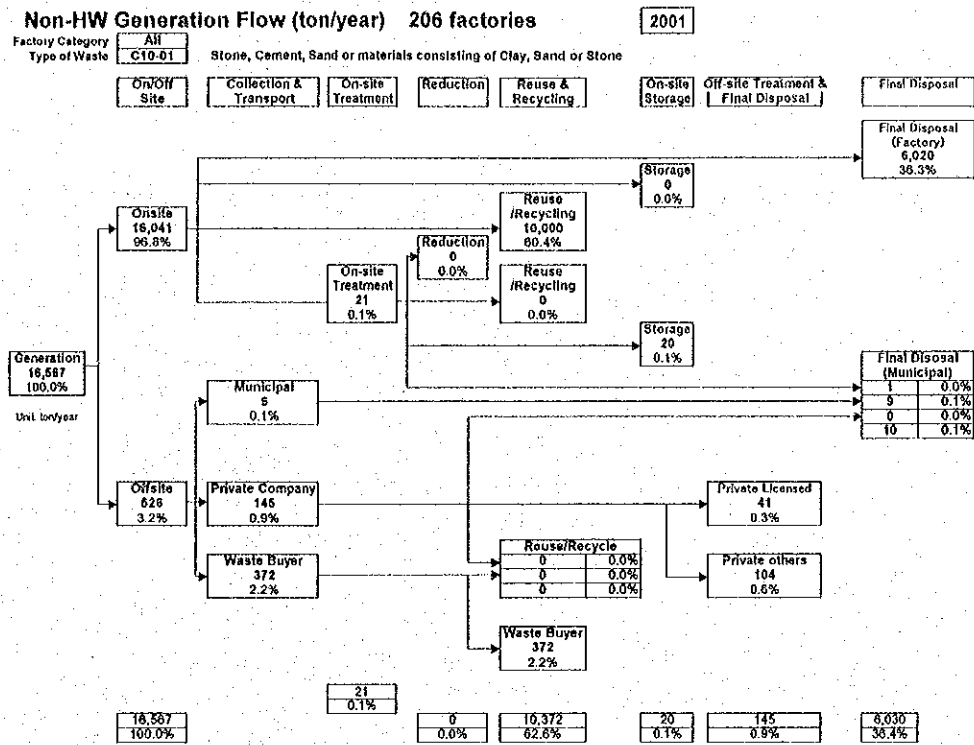 Non-HW Generation Flow (ton/year) 206 factories 2001
Factory Category All
Type of Waste C10-01 Stone, Cement, Sand or materials consisting of Clay, Sand or Stone
On/Off Site
Collection & Transport
On-site Treatment
Reduction
Reuse & Recycling
On-site Storage
Off-site Treatment & Final Disposal
Final Disposal
Final Disposal
(Factory)
6,020
36.3%
Storage
0
0.0%
Onsite
16,041
96.8%
Reuse
/Recycling
10,000
60.4%
Reduction
0
0.0%
On-site
Treatment
21
0.1%
Reuse
/Recycling
0
0.0%
Storage
20
0.1%
Generation
16,567
100.0%
Unit. ton/year
Final Disosal
(Municipal)
1 0.0%
9 0.1%
0 0.0%
10 0.1%
Municipal
0.1%
Offsite
526
3.2%
Private Company
145
0.9%
Private Licensed
41
0.3%
Waste Buyer
372
2.2%
Reuse/Recycle
0 0.0%
0 0.0%
0 0.0%
Private others
104
0.6%
Waste Buyer
372
2.2%
21
0.1%
16,567
100.0%
0
0.0%
10,372
62.6%
20
0.1%
145
0.9%
6,030
36.4%